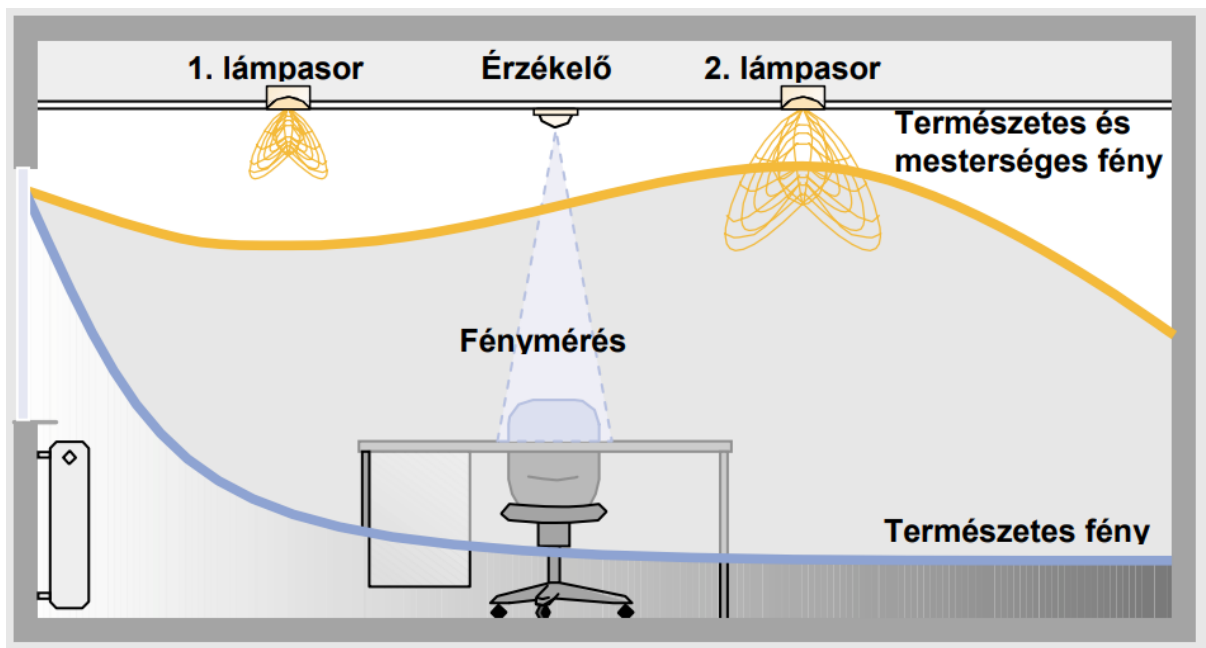 1. lámpasor
Érzékelő
2. lámpasor
Természetes és
mesterséges fény
Fénymérés
Természetes fény